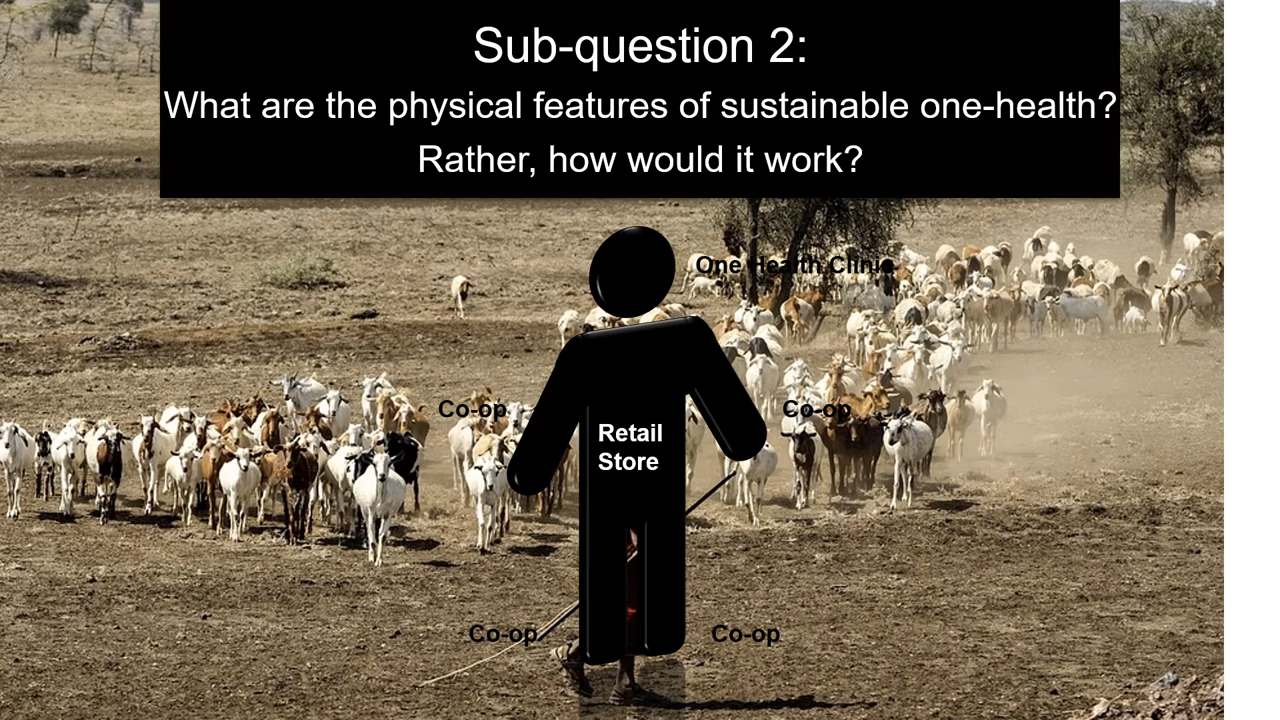 Sub-question 2:
What are the physical features of sustainable one-health?
Rather, how would it work?
One Health Clinic
Co-op
Co-op
Retail
Store
Co-op
Co-op